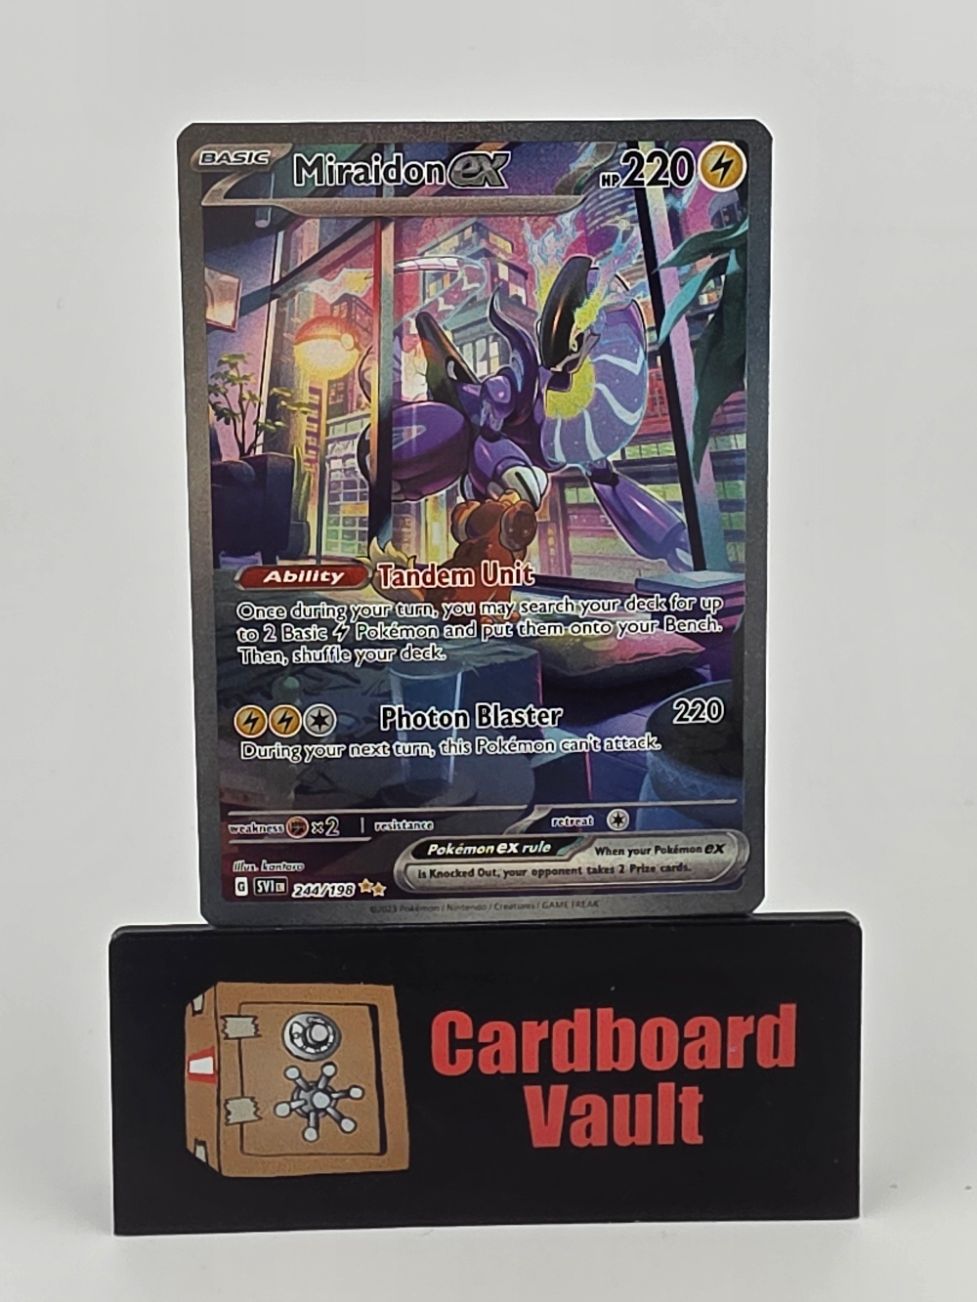 BASIC Miraidon ex HP 220
Ability Tandem Unit
Once during your turn, you may search your deck for up
to 2 Basic Pokémon and put them onto your Bench.
Then, shuffle your deck.
Photon Blaster 220
During your next turn, this Pokémon can't attack.
weakness ×2 resistance retreat
Pokémon ex rule When your Pokémon ex
is Knocked Out, your opponent takes 2 Prize cards.
Illus. kantaro
G SVI EN 244/198
©2023 Pokémon / Nintendo / Creatures / GAME FREAK
Cardboard
Vault